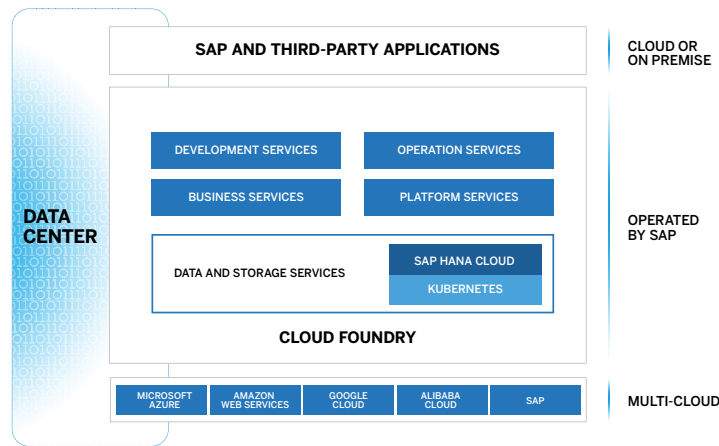 SAP AND THIRD-PARTY APPLICATIONS
CLOUD OR
ON PREMISE
DEVELOPMENT SERVICES
OPERATION SERVICES
BUSINESS SERVICES
PLATFORM SERVICES
DATA
CENTER
OPERATED
BY SAP
DATA AND STORAGE SERVICES
SAP HANA CLOUD
KUBERNETES
CLOUD FOUNDRY
MICROSOFT
AZURE
AMAZON
WEB SERVICES
GOOGLE
CLOUD
ALIBABA
CLOUD
SAP
MULTI-CLOUD